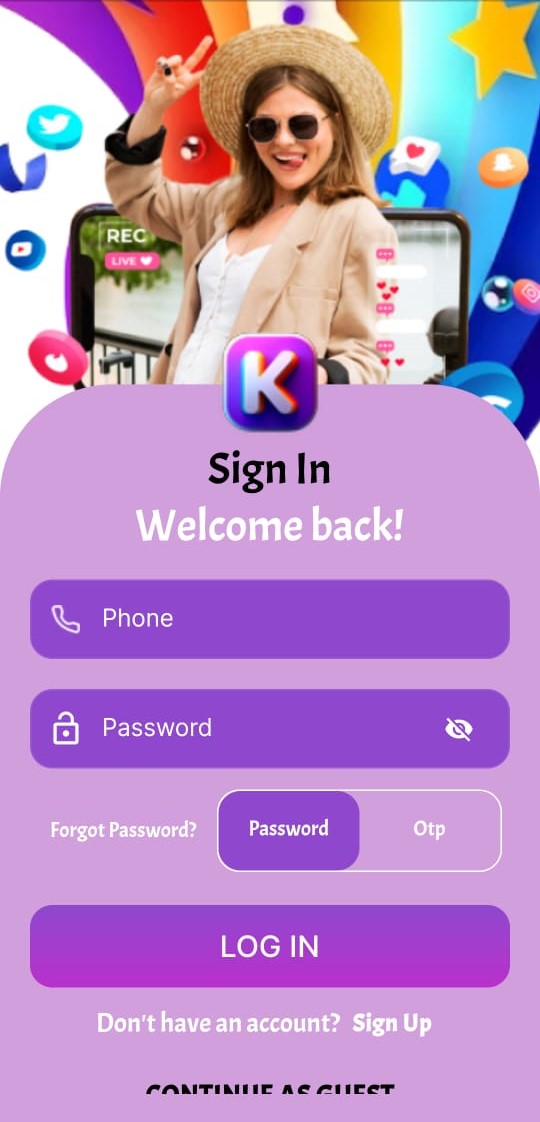 REC
LIVE
K
Sign In
Welcome back!
Phone
Password
Forgot Password?
Password
Otp
LOG IN
Don't have an account? Sign Up
CONTINUE AS GUEST